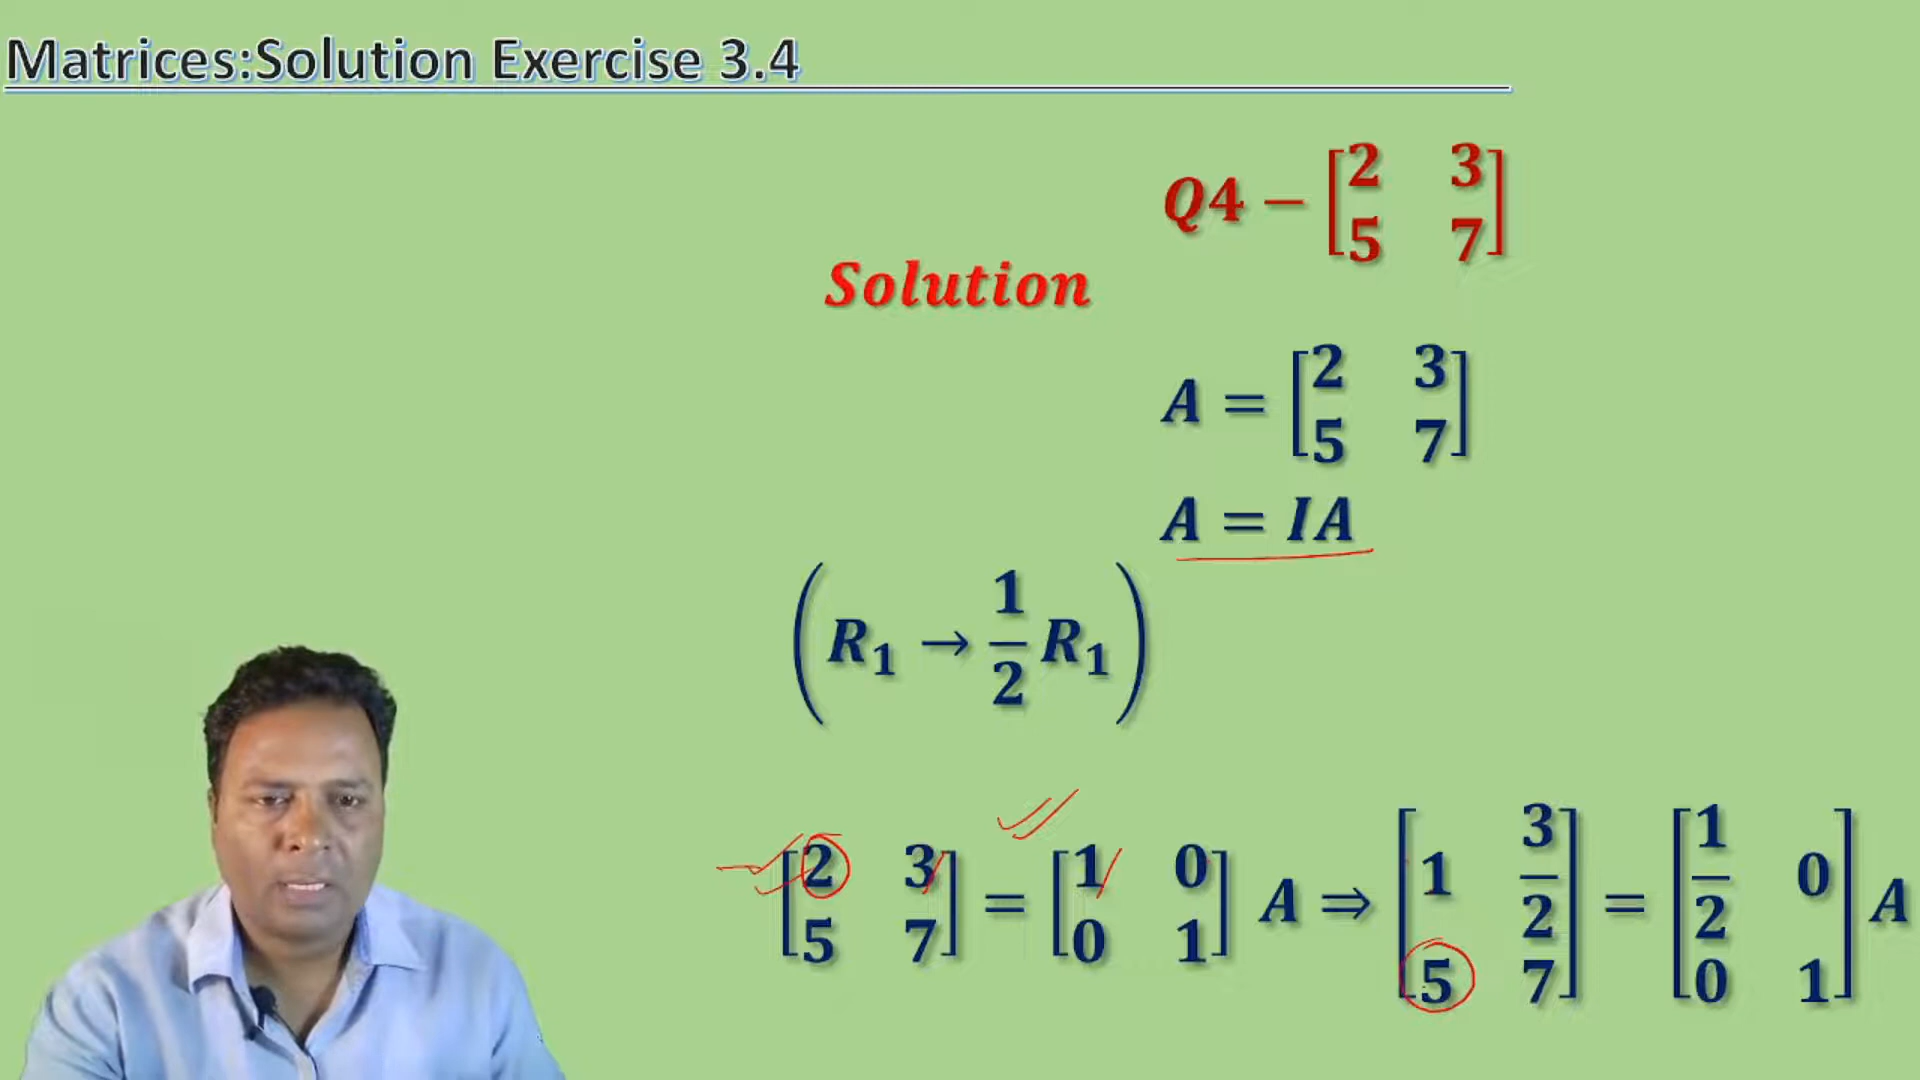 Matrices:Solution Exercise 3.4
Q4 − [2 3
5 7]
Solution
A = [2 3
5 7]
A = IA
(R₁ → 1/2 R₁)
[2 3
5 7] = [1 0
0 1] A ⇒ [1 3/2
5 7] = [1/2 0
0 1] A